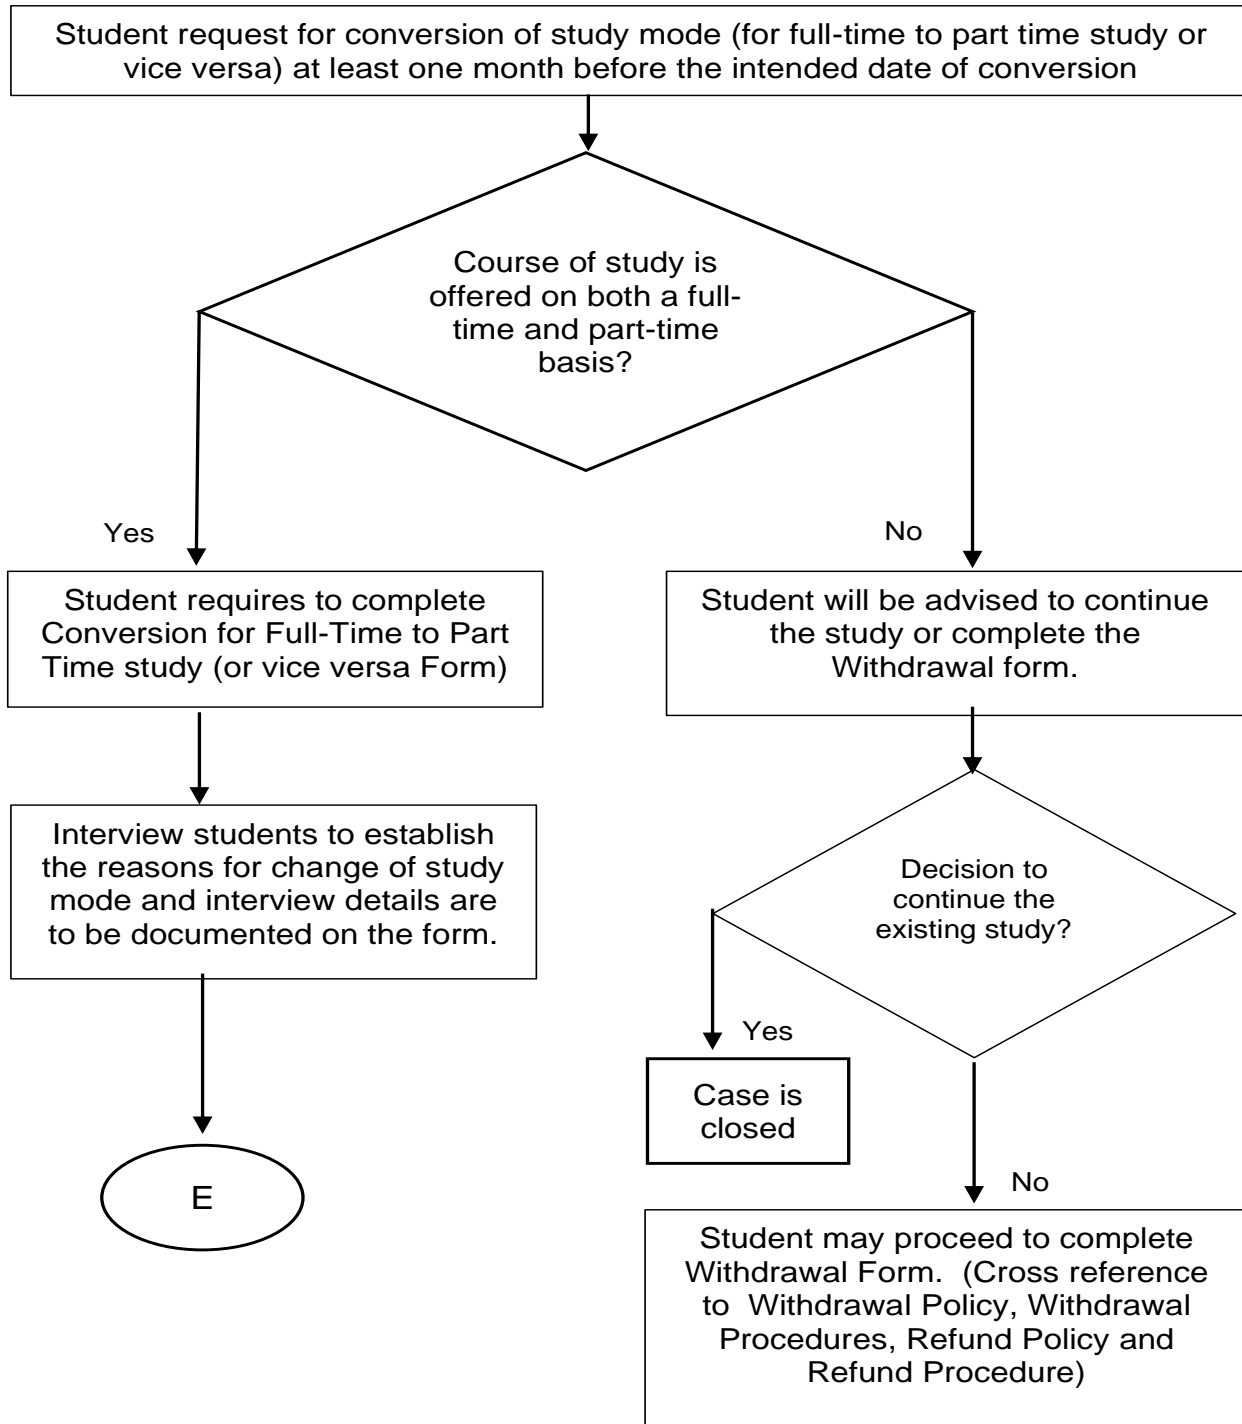 Student request for conversion of study mode (for full-time to part time study or
vice versa) at least one month before the intended date of conversion
Course of study is
offered on both a full-
time and part-time
basis?
Yes
No
Student requires to complete
Conversion for Full-Time to Part
Time study (or vice versa Form)
Student will be advised to continue
the study or complete the
Withdrawal form.
Interview students to establish
the reasons for change of study
mode and interview details are
to be documented on the form.
Decision to
continue the
existing study?
Yes
Case is
closed
E
No
Student may proceed to complete
Withdrawal Form.  (Cross reference
to  Withdrawal Policy, Withdrawal
Procedures, Refund Policy and
Refund Procedure)